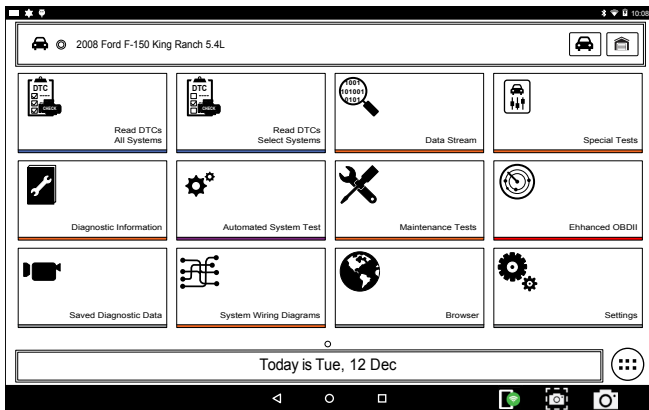 10:08
2008 Ford F-150 King Ranch 5.4L
DTC
CHECK
Read DTCs
All Systems
DTC
CHECK
Read DTCs
Select Systems
1001
101001
0101
Data Stream
Special Tests
Diagnostic Information
Automated System Test
Maintenance Tests
Ehhanced OBDII
Saved Diagnostic Data
System Wiring Diagrams
Browser
Settings
Today is Tue, 12 Dec